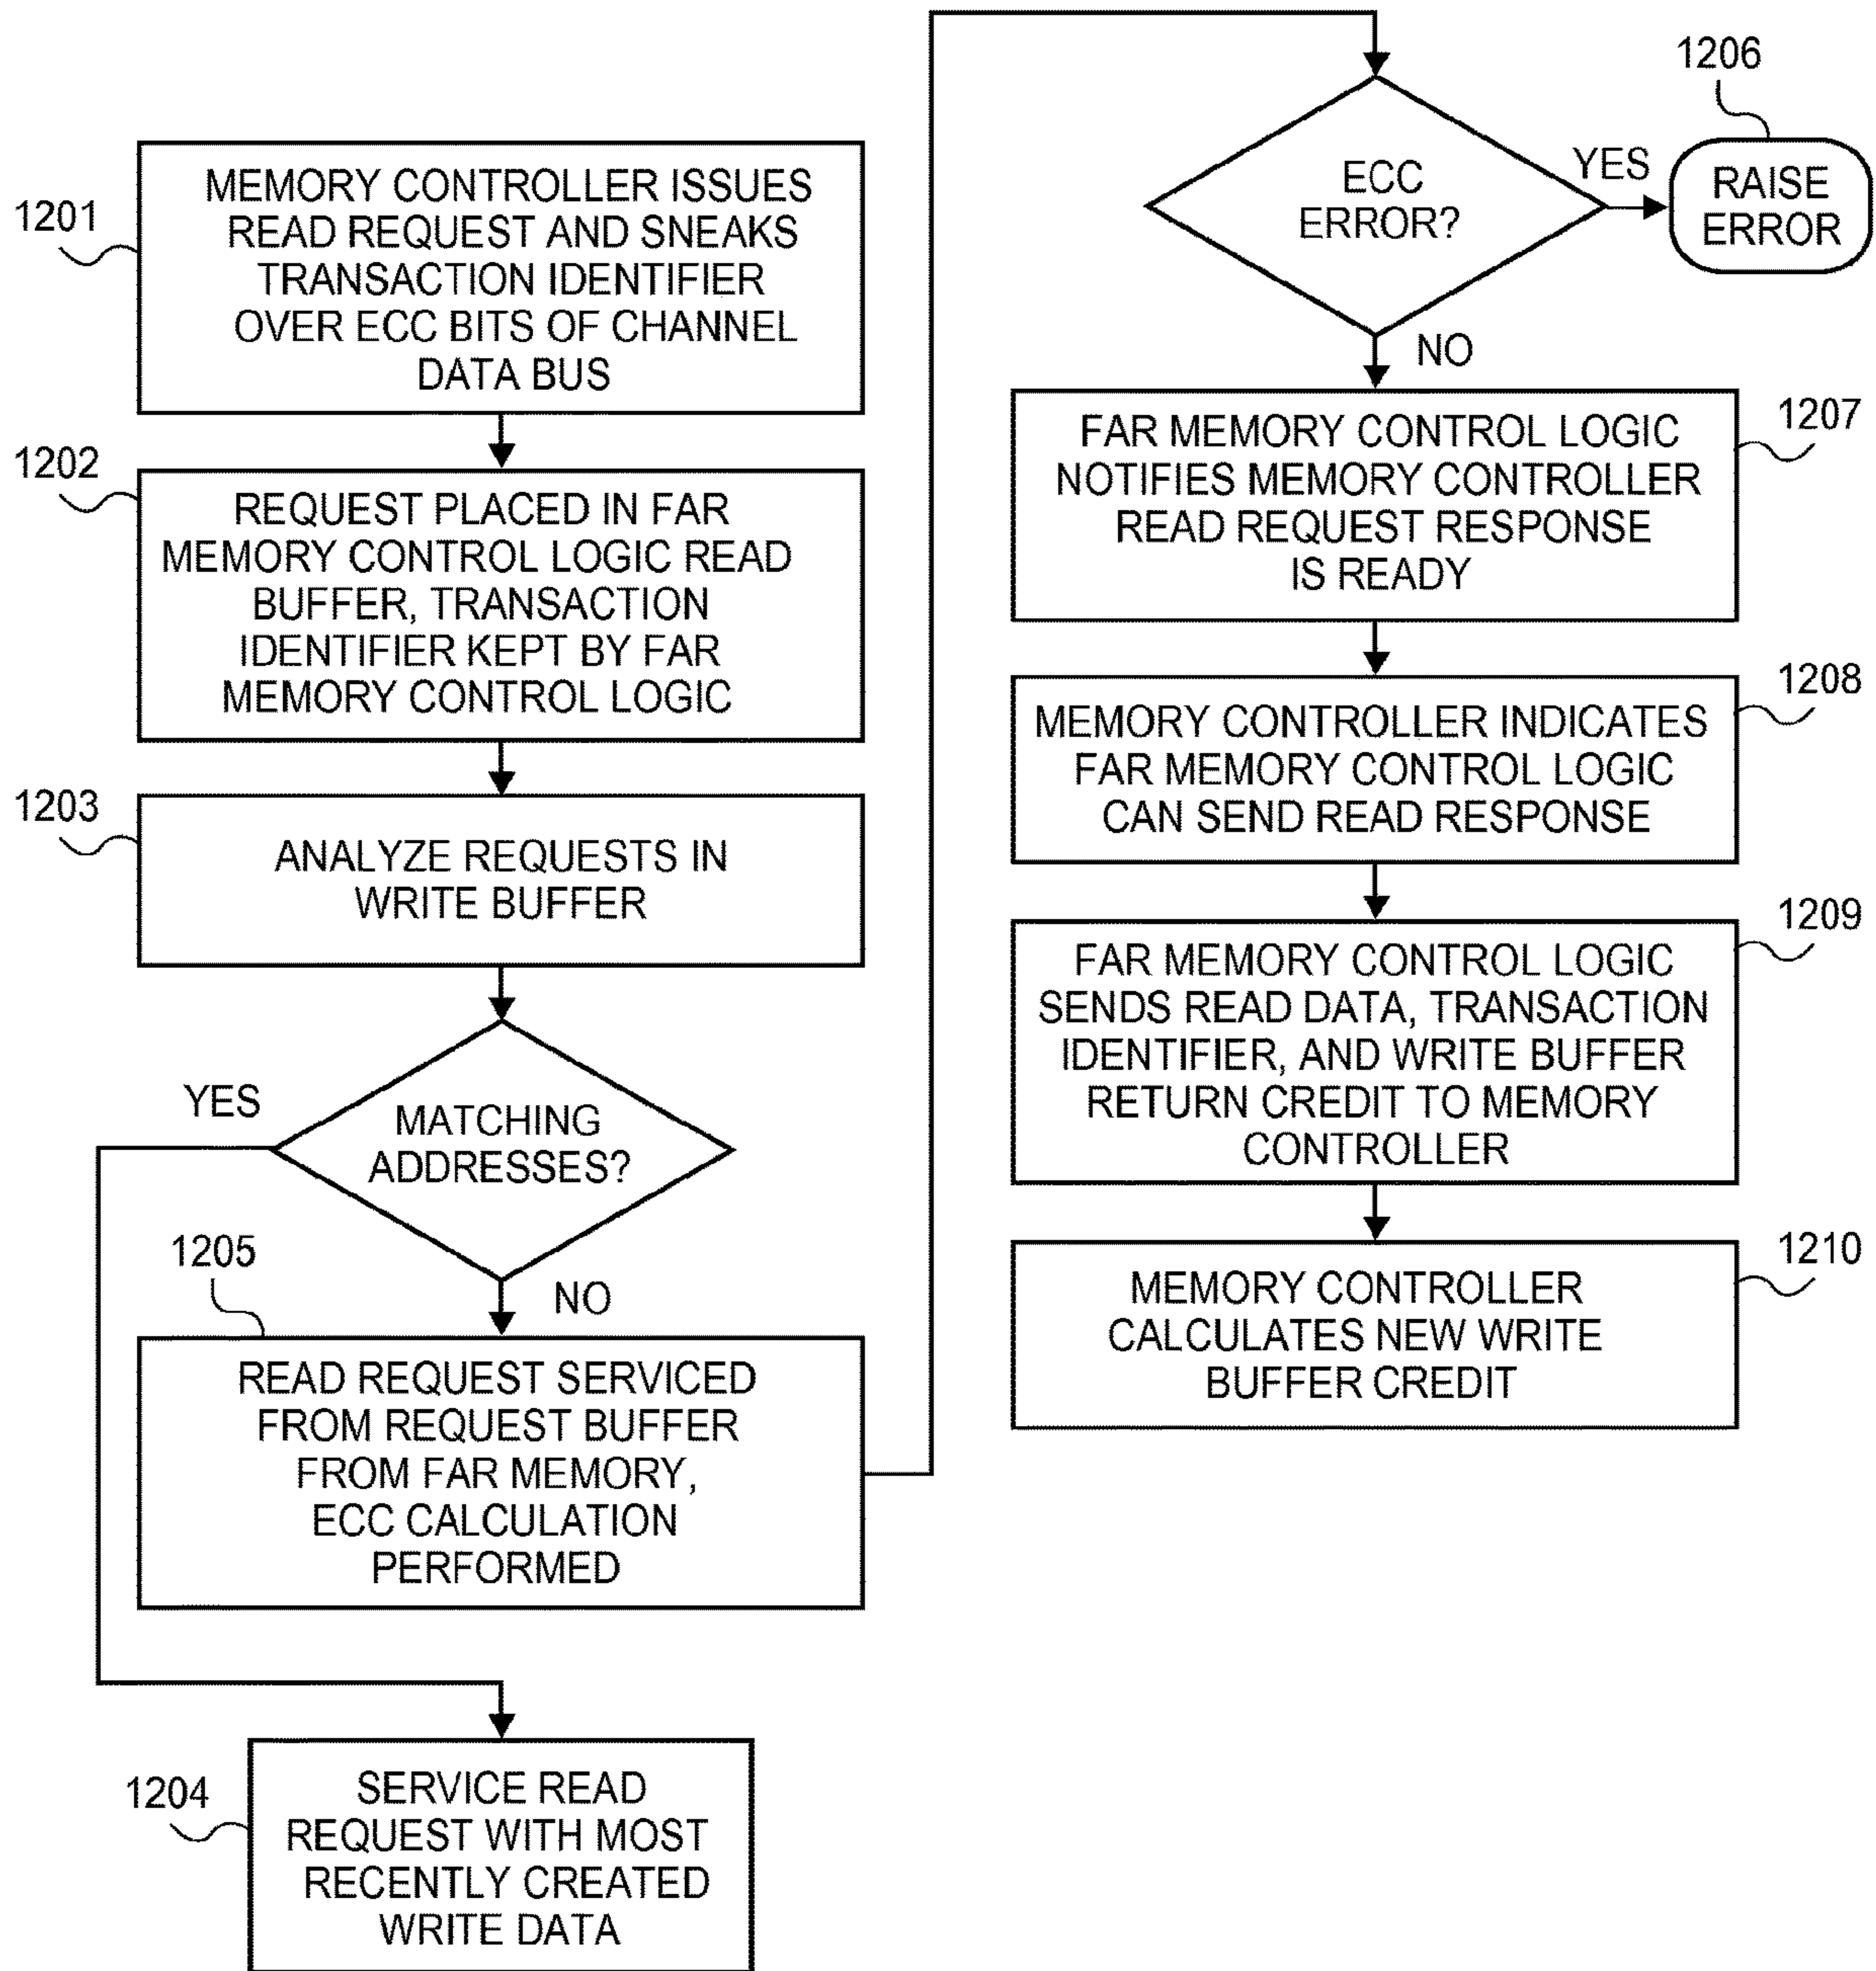 1201
MEMORY CONTROLLER ISSUES
READ REQUEST AND SNEAKS
TRANSACTION IDENTIFIER
OVER ECC BITS OF CHANNEL
DATA BUS
1202
REQUEST PLACED IN FAR
MEMORY CONTROL LOGIC READ
BUFFER, TRANSACTION
IDENTIFIER KEPT BY FAR
MEMORY CONTROL LOGIC
1203
ANALYZE REQUESTS IN
WRITE BUFFER
YES
MATCHING
ADDRESSES?
NO
1205
READ REQUEST SERVICED
FROM REQUEST BUFFER
FROM FAR MEMORY,
ECC CALCULATION
PERFORMED
1204
SERVICE READ
REQUEST WITH MOST
RECENTLY CREATED
WRITE DATA
ECC
ERROR?
YES
1206
RAISE
ERROR
NO
1207
FAR MEMORY CONTROL LOGIC
NOTIFIES MEMORY CONTROLLER
READ REQUEST RESPONSE
IS READY
1208
MEMORY CONTROLLER INDICATES
FAR MEMORY CONTROL LOGIC
CAN SEND READ RESPONSE
1209
FAR MEMORY CONTROL LOGIC
SENDS READ DATA, TRANSACTION
IDENTIFIER, AND WRITE BUFFER
RETURN CREDIT TO MEMORY
CONTROLLER
1210
MEMORY CONTROLLER
CALCULATES NEW WRITE
BUFFER CREDIT